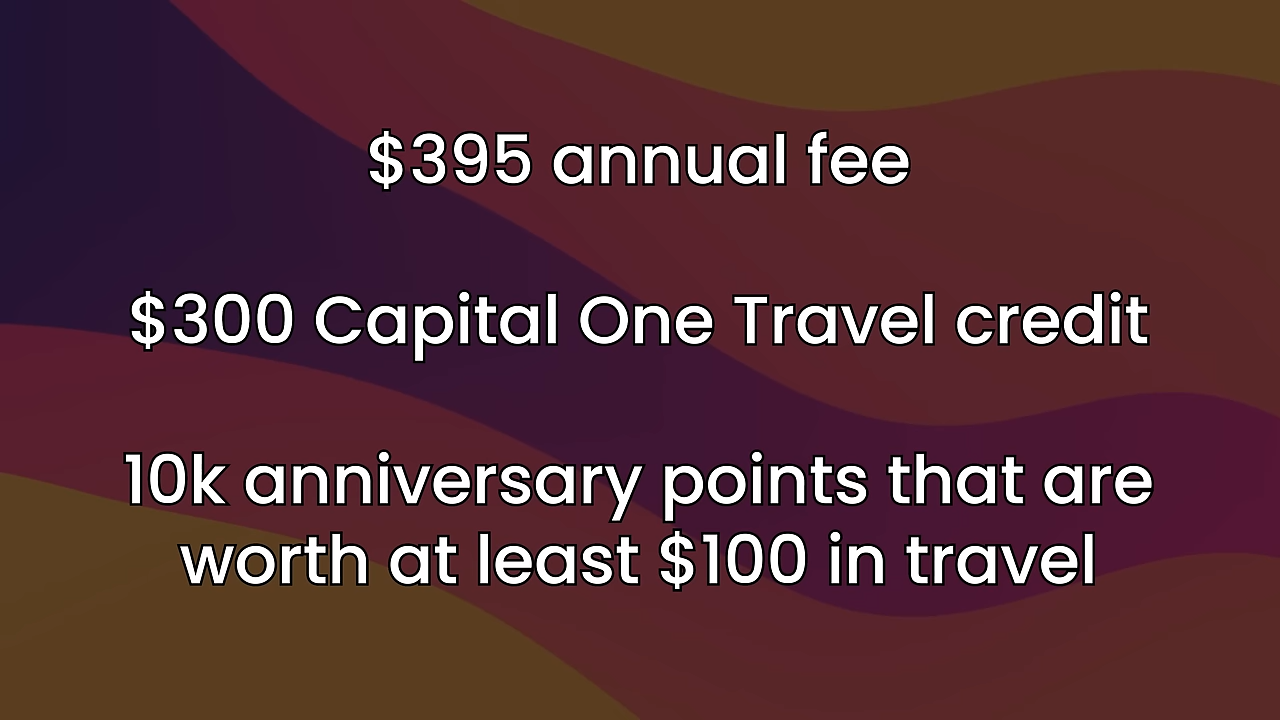 $395 annual fee
$300 Capital One Travel credit
10k anniversary points that are
worth at least $100 in travel